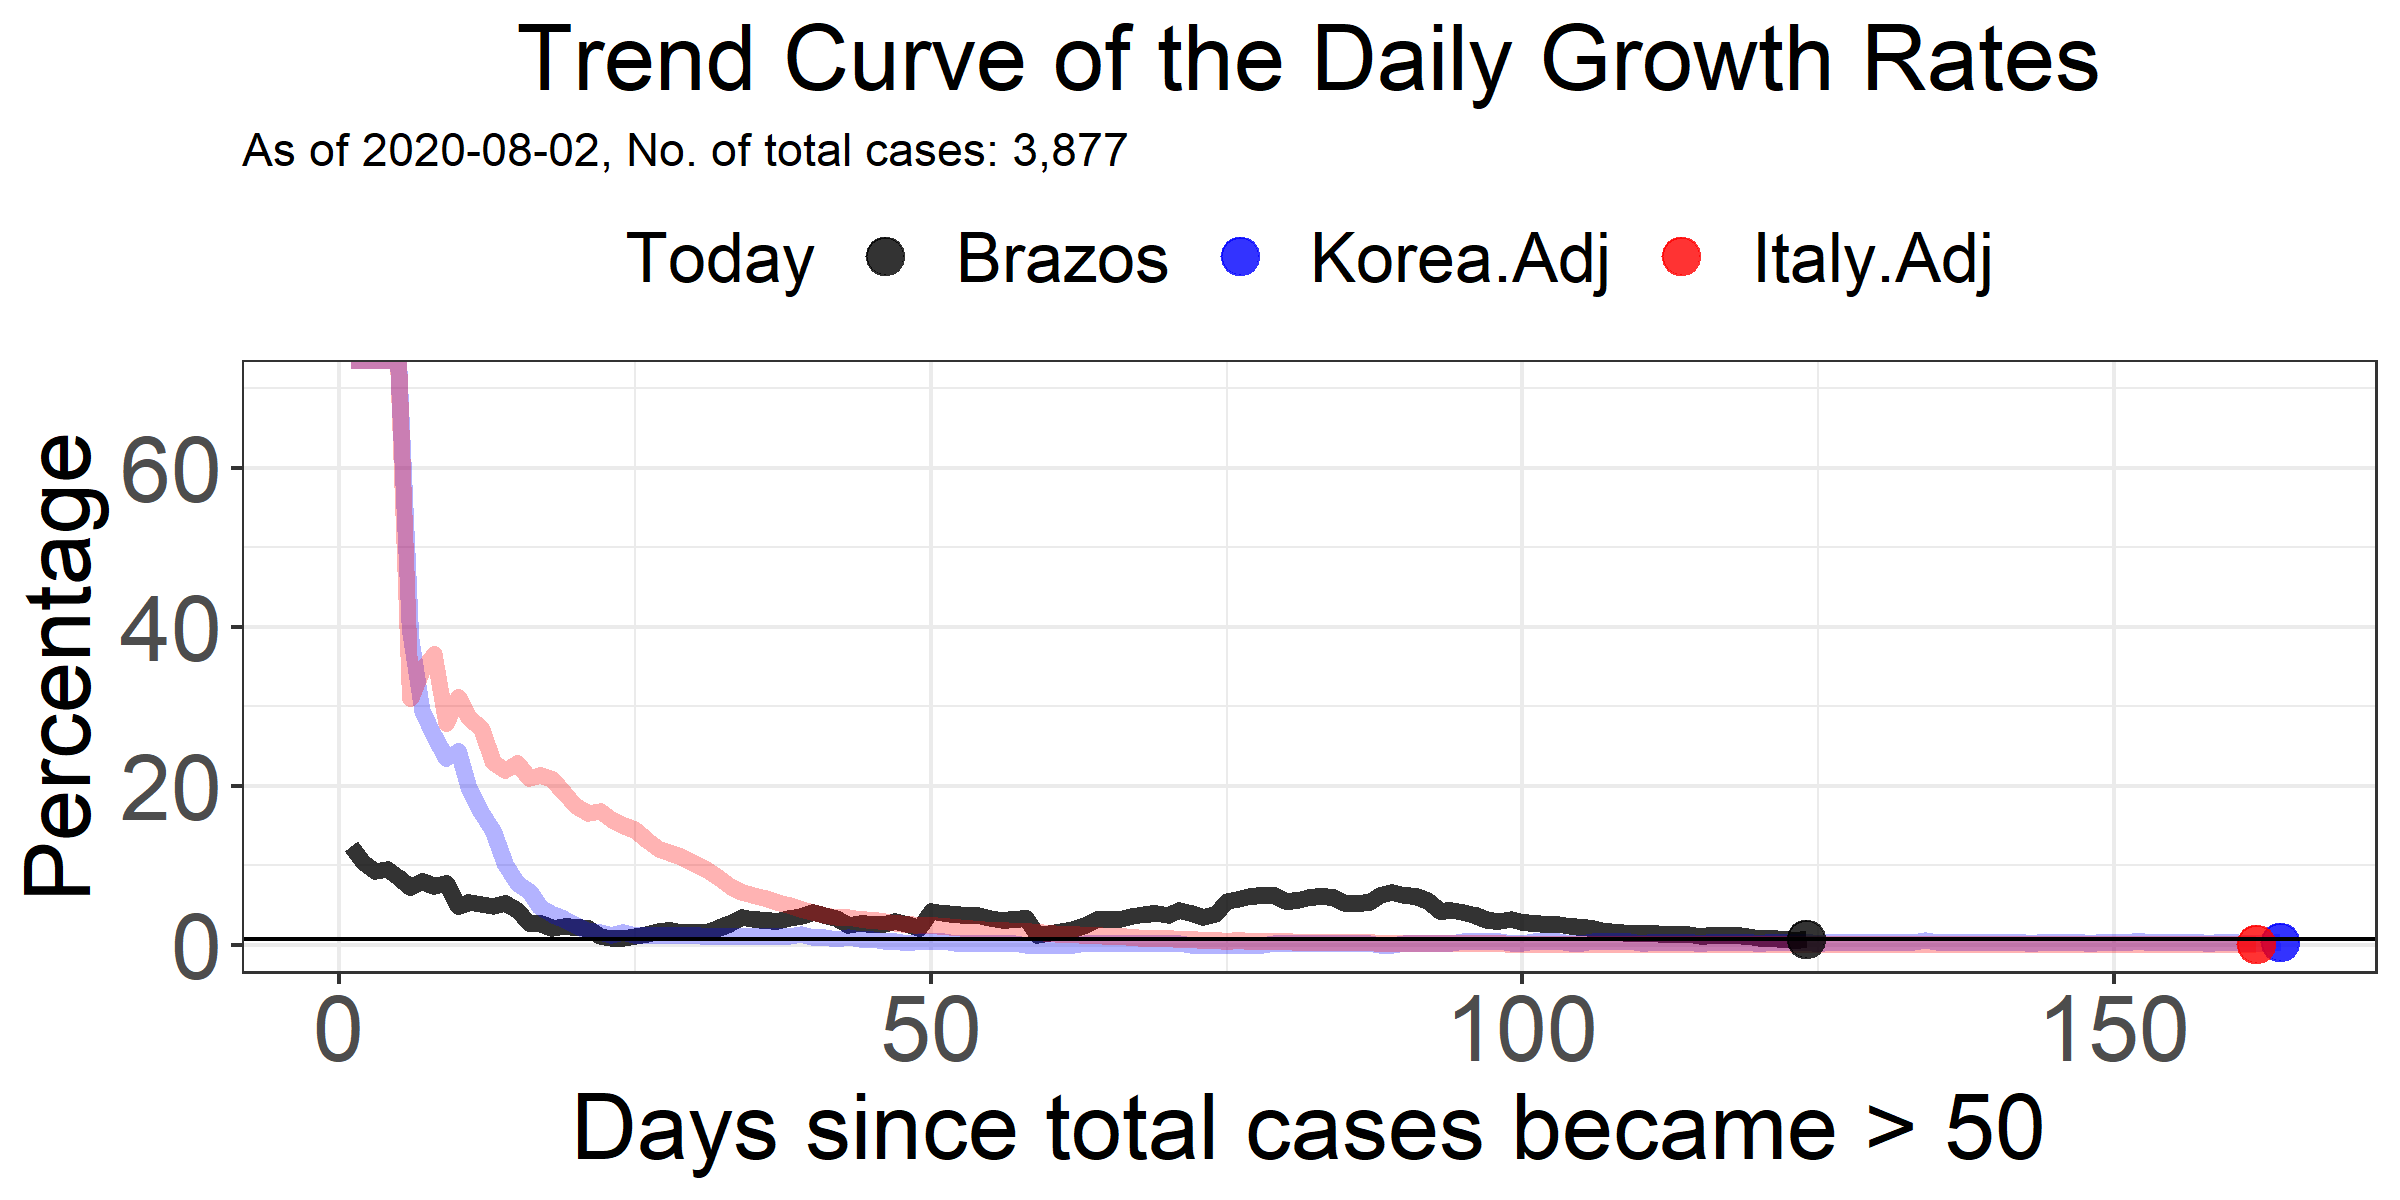 Trend Curve of the Daily Growth Rates
As of 2020-08-02, No. of total cases: 3,877
Today Brazos Korea.Adj Italy.Adj
Percentage
60
40
20
0
0 50 100 150
Days since total cases became > 50